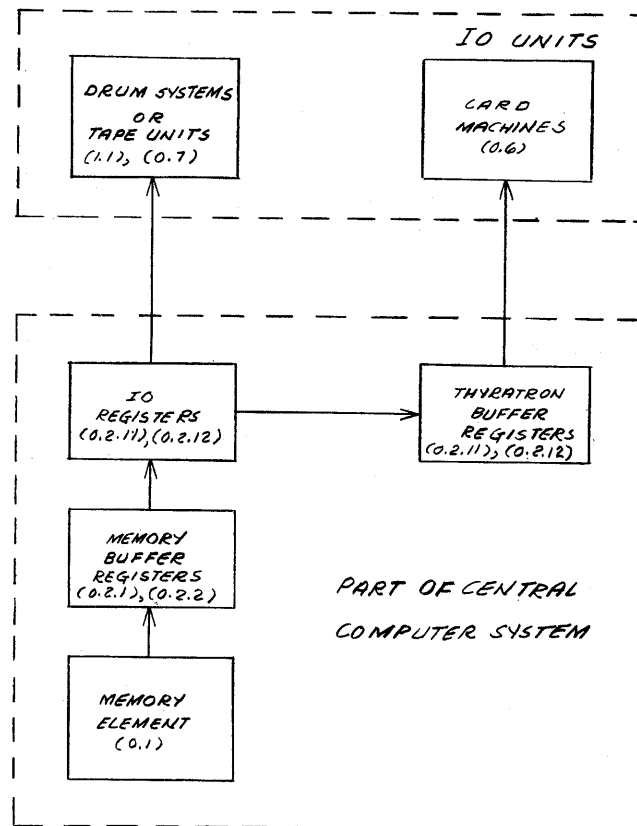 IO UNITS
DRUM SYSTEMS
OR
TAPE UNITS
(1.1), (0.7)
CARD
MACHINES
(0.6)
IO
REGISTERS
(0.2.11),(0.2.12)
THYRATRON
BUFFER
REGISTERS
(0.2.11),(0.2.12)
MEMORY
BUFFER
REGISTERS
(0.2.1),(0.2.2)
PART OF CENTRAL
COMPUTER SYSTEM
MEMORY
ELEMENT
(0.1)